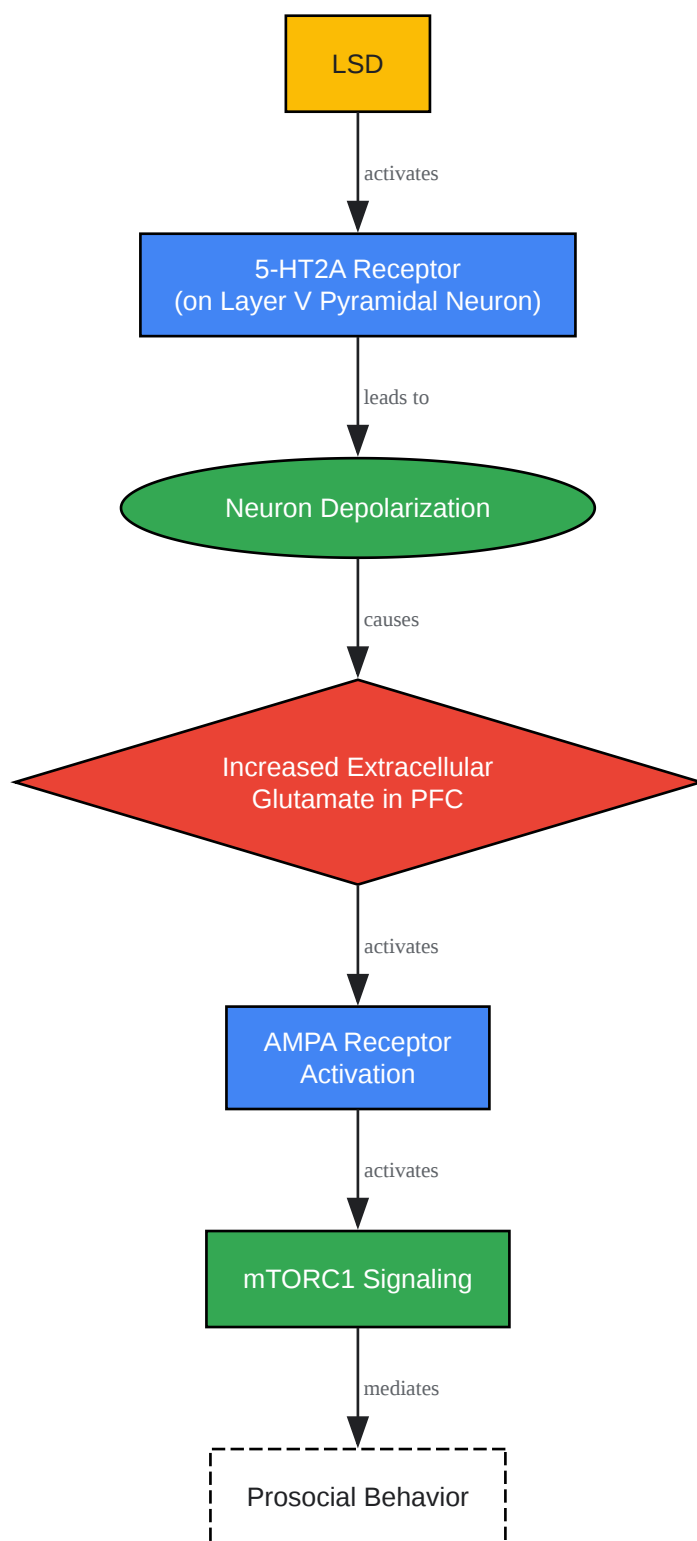 LSD
activates
5-HT2A Receptor
(on Layer V Pyramidal Neuron)
leads to
Neuron Depolarization
causes
Increased Extracellular
Glutamate in PFC
activates
AMPA Receptor
Activation
activates
mTORC1 Signaling
mediates
Prosocial Behavior